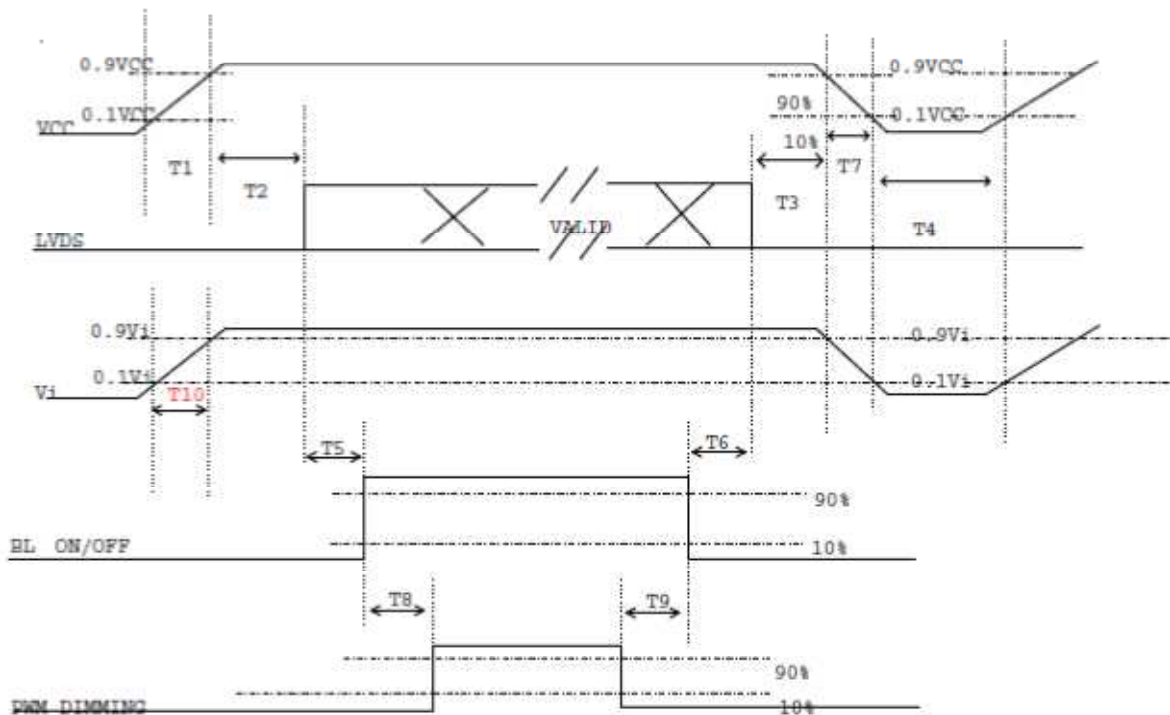 0.9VCC
0.9VCC
0.1VCC
90%
0.1VCC
VCC
10%
T1
T2
T3
T7
T4
VALID
LVDS
0.9Vi
0.9Vi
0.1Vi
0.1Vi
Vi
T10
T5
T6
90%
BL ON/OFF
10%
T8
T9
90%
PWM DIMMING
10%